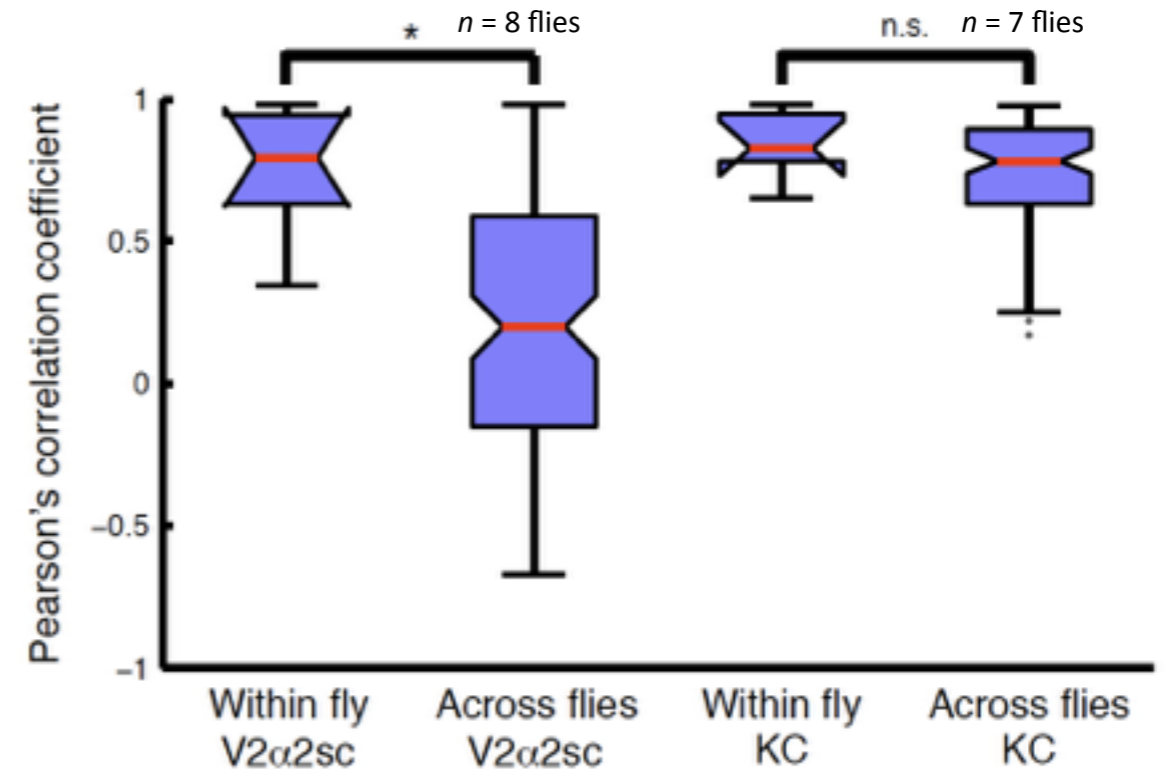 * n = 8 flies
n.s. n = 7 flies
Pearson's correlation coefficient
1
0.5
0
−0.5
−1
Within fly
V2α2sc
Across flies
V2α2sc
Within fly
KC
Across flies
KC